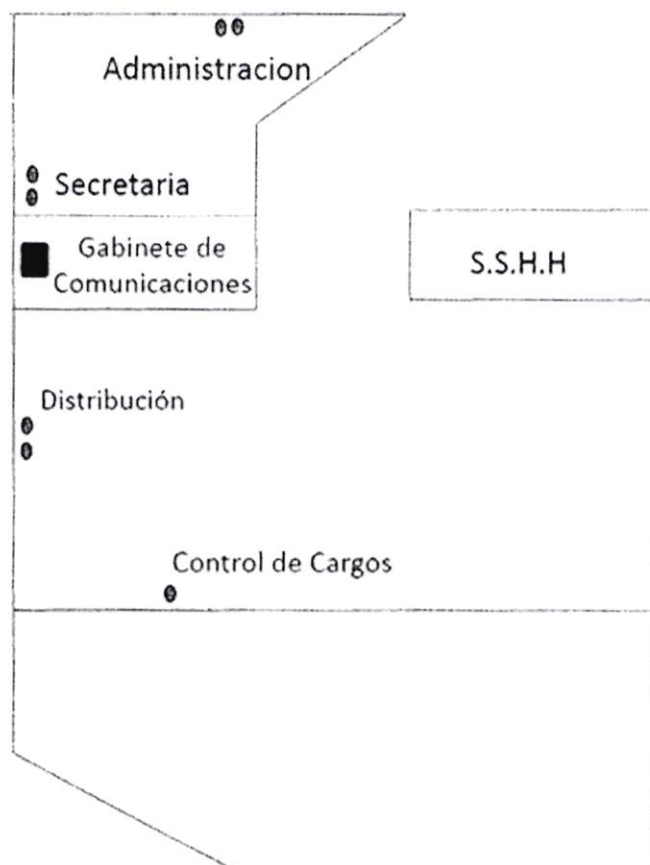 Administracion
Secretaria
Gabinete de
Comunicaciones
S.S.H.H
Distribución
Control de Cargos